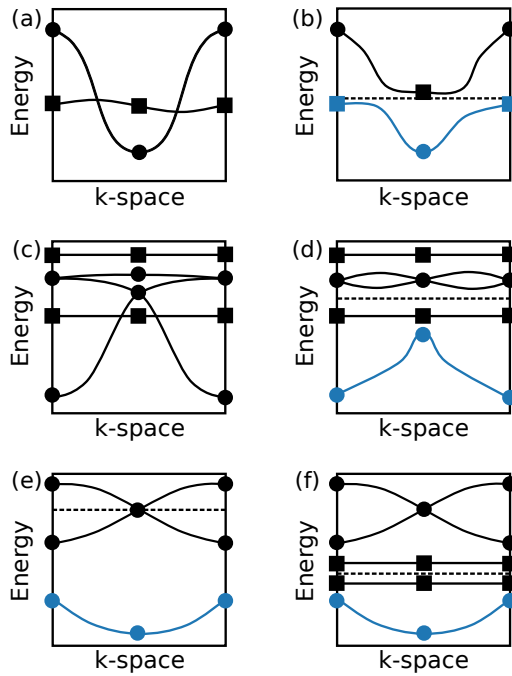 (a)
Energy
k-space
(b)
Energy
k-space
(c)
Energy
k-space
(d)
Energy
k-space
(e)
Energy
k-space
(f)
Energy
k-space